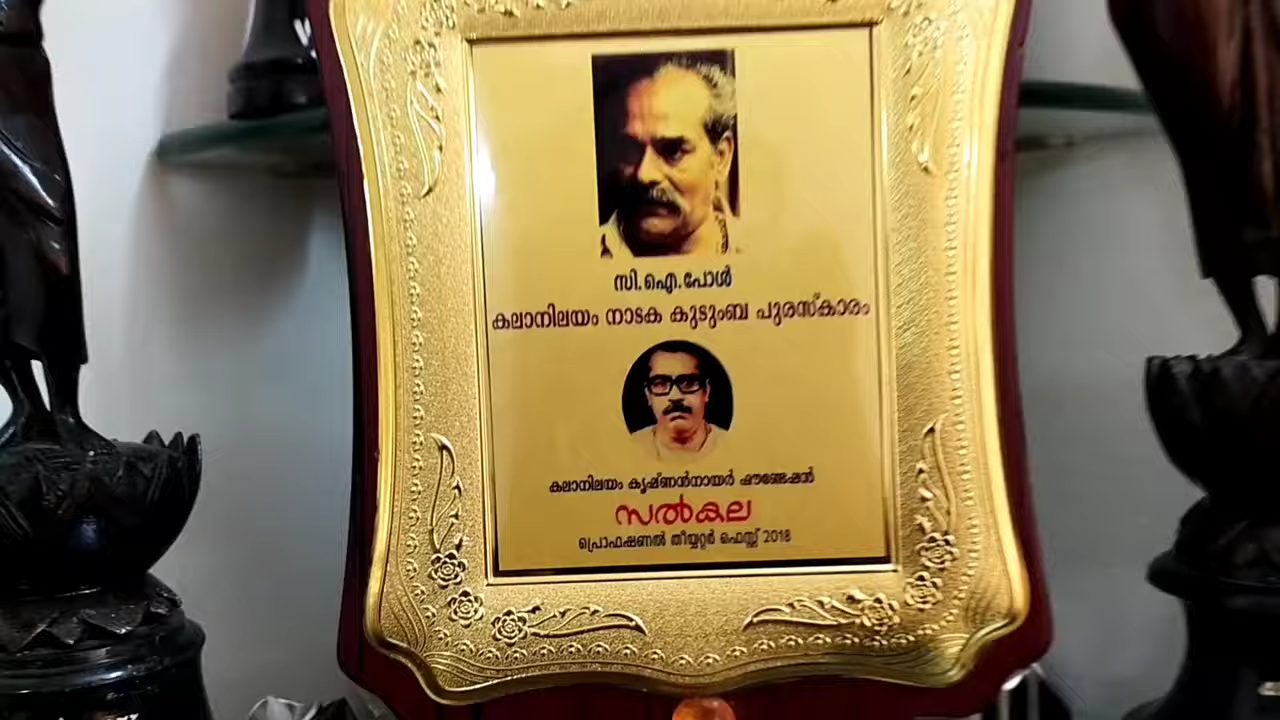 സി.ഐ.പോൾ
കലാനിലയം നാടക കുടുംബ പുരസ്കാരം
കലാനിലയം കൃഷ്ണൻനായർ ഫൗണ്ടേഷൻ
സൽകല
പ്രൊഫഷണൽ തീയ്യറ്റർ ഫെസ്റ്റ് 2018